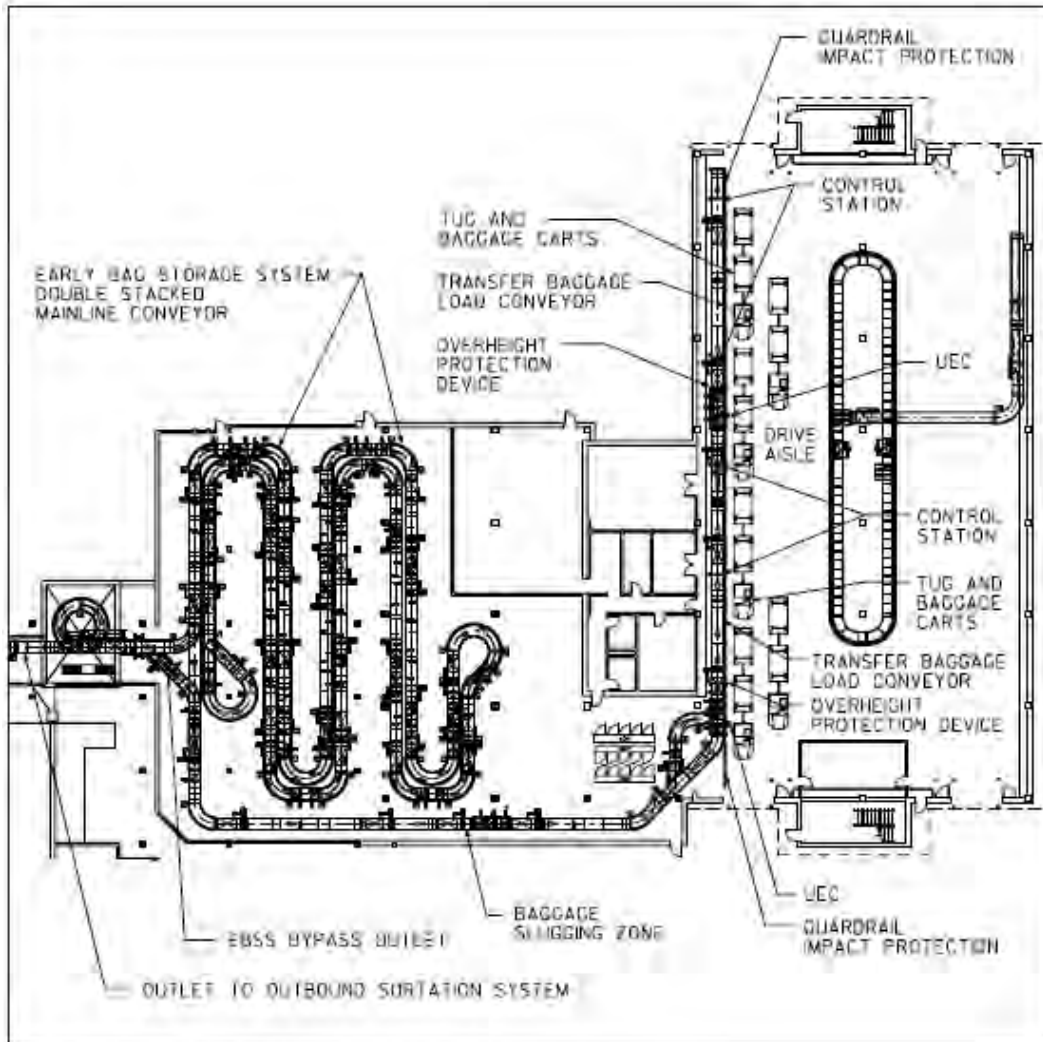 GUARDRAIL
IMPACT PROTECTION
CONTROL
STATION
TUG AND
BAGGAGE CARTS
EARLY BAG STORAGE SYSTEM
DOUBLE STACKED
MAINLINE CONVEYOR
TRANSFER BAGGAGE
LOAD CONVEYOR
OVERHEIGHT
PROTECTION
DEVICE
UEC
DRIVE
AISLE
CONTROL
STATION
TUG AND
BAGGAGE
CARTS
TRANSFER BAGGAGE
LOAD CONVEYOR
OVERHEIGHT
PROTECTION DEVICE
UEC
BAGGAGE
SLUGGING ZONE
GUARDRAIL
IMPACT PROTECTION
EBSS BYPASS OUTLET
OUTLET TO OUTBOUND SORTATION SYSTEM